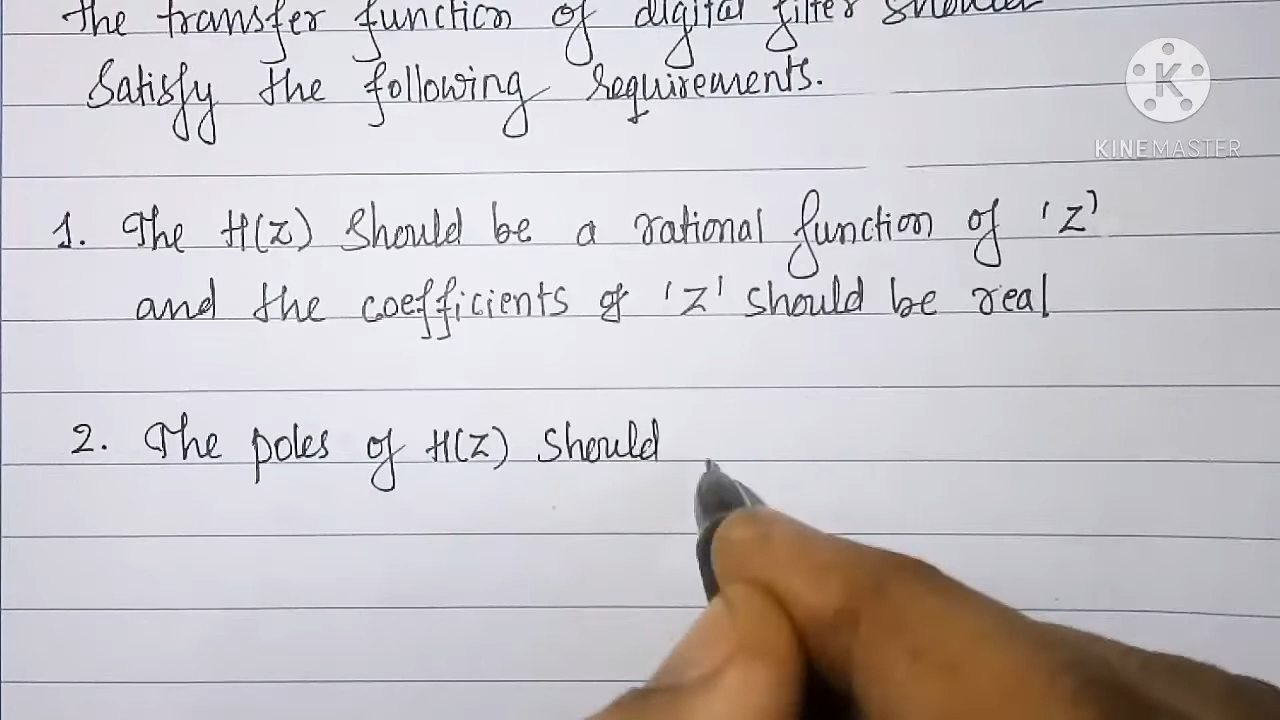 the transfer function of digital filter should
Satisfy the following requirements.
K
KINEMASTER
1. The H(z) Should be a rational function of 'Z'
and the coefficients of 'Z' should be real
2. The poles of H(z) Should